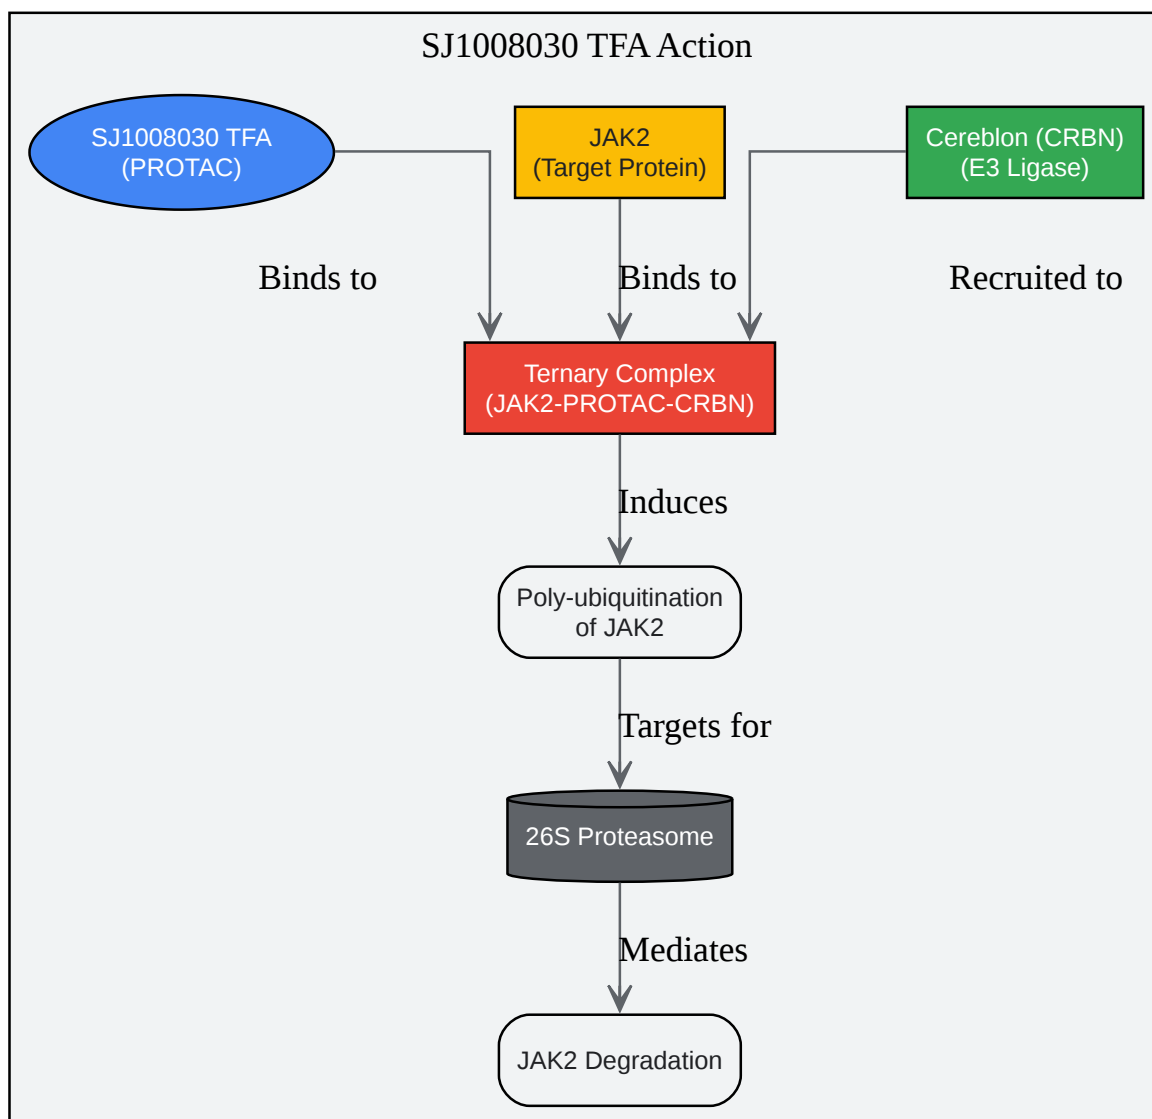 SJ1008030 TFA Action
SJ1008030 TFA
(PROTAC)
JAK2
(Target Protein)
Cereblon (CRBN)
(E3 Ligase)
Binds to
Binds to
Recruited to
Ternary Complex
(JAK2-PROTAC-CRBN)
Induces
Poly-ubiquitination
of JAK2
Targets for
26S Proteasome
Mediates
JAK2 Degradation